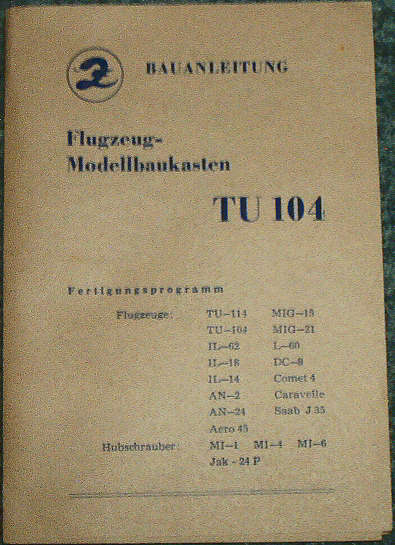 BAUANLEITUNG
Flugzeug-
Modellbaukasten
TU 104
Fertigungsprogramm
Flugzeuge: TU—114 MIG—15
TU—104 MIG—21
IL—62 L—60
IL—18 DC—8
IL—14 Comet 4
AN—2 Caravelle
AN—24 Saab J 35
Aero 45
Hubschrauber: MI—1 MI—4 MI—6
Jak - 24 P